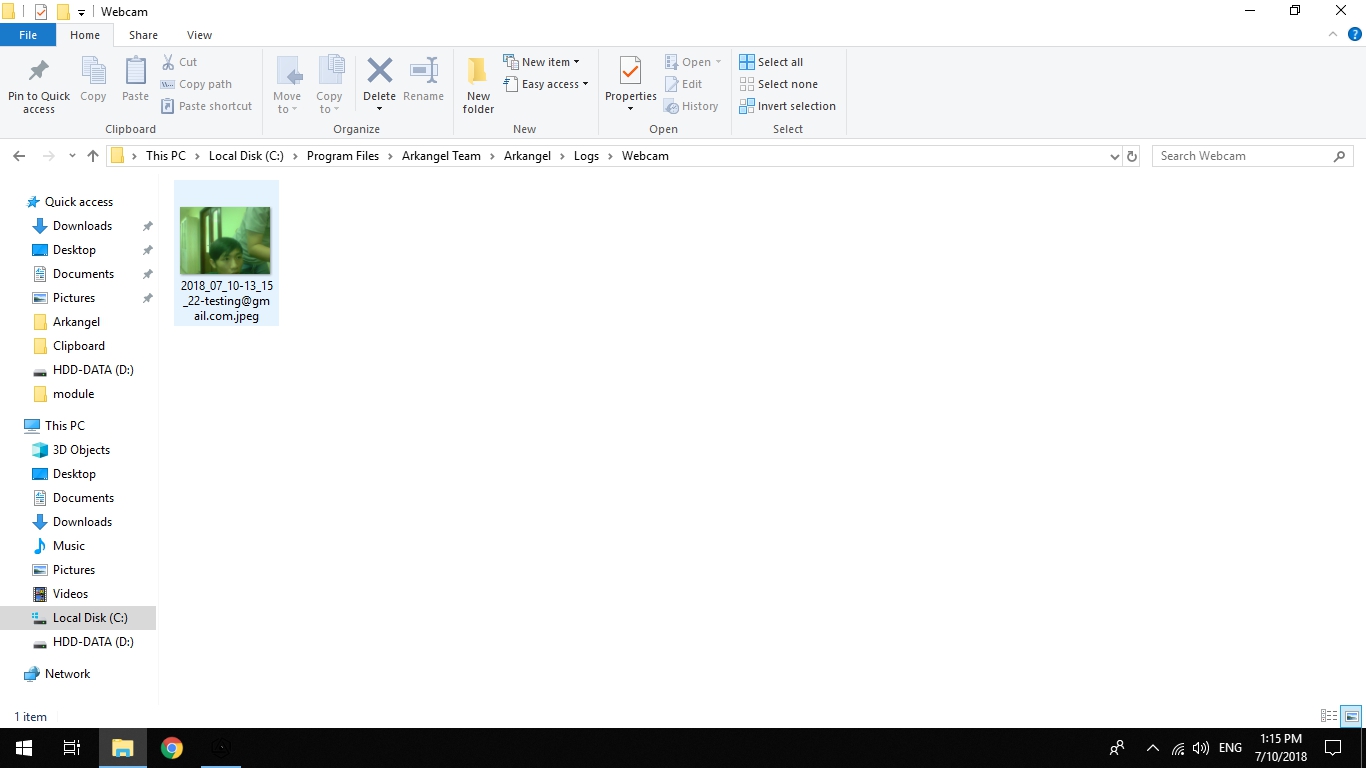 Webcam
File
Home
Share
View
Pin to Quick
access
Copy
Paste
Cut
Copy path
Paste shortcut
Clipboard
Move
to
Copy
to
Delete
Rename
Organize
New
folder
New item
Easy access
New
Properties
Open
Edit
History
Open
Select all
Select none
Invert selection
Select
This PC
Local Disk (C:)
Program Files
Arkangel Team
Arkangel
Logs
Webcam
Search Webcam
Quick access
Downloads
Desktop
Documents
Pictures
Arkangel
Clipboard
HDD-DATA (D:)
module
This PC
3D Objects
Desktop
Documents
Downloads
Music
Pictures
Videos
Local Disk (C:)
HDD-DATA (D:)
Network
2018_07_10-13_15
_22-testing@gm
ail.com.jpeg
1 item
ENG
1:15 PM
7/10/2018